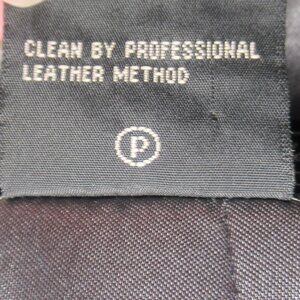 CLEAN BY PROFESSIONAL
LEATHER METHOD
P